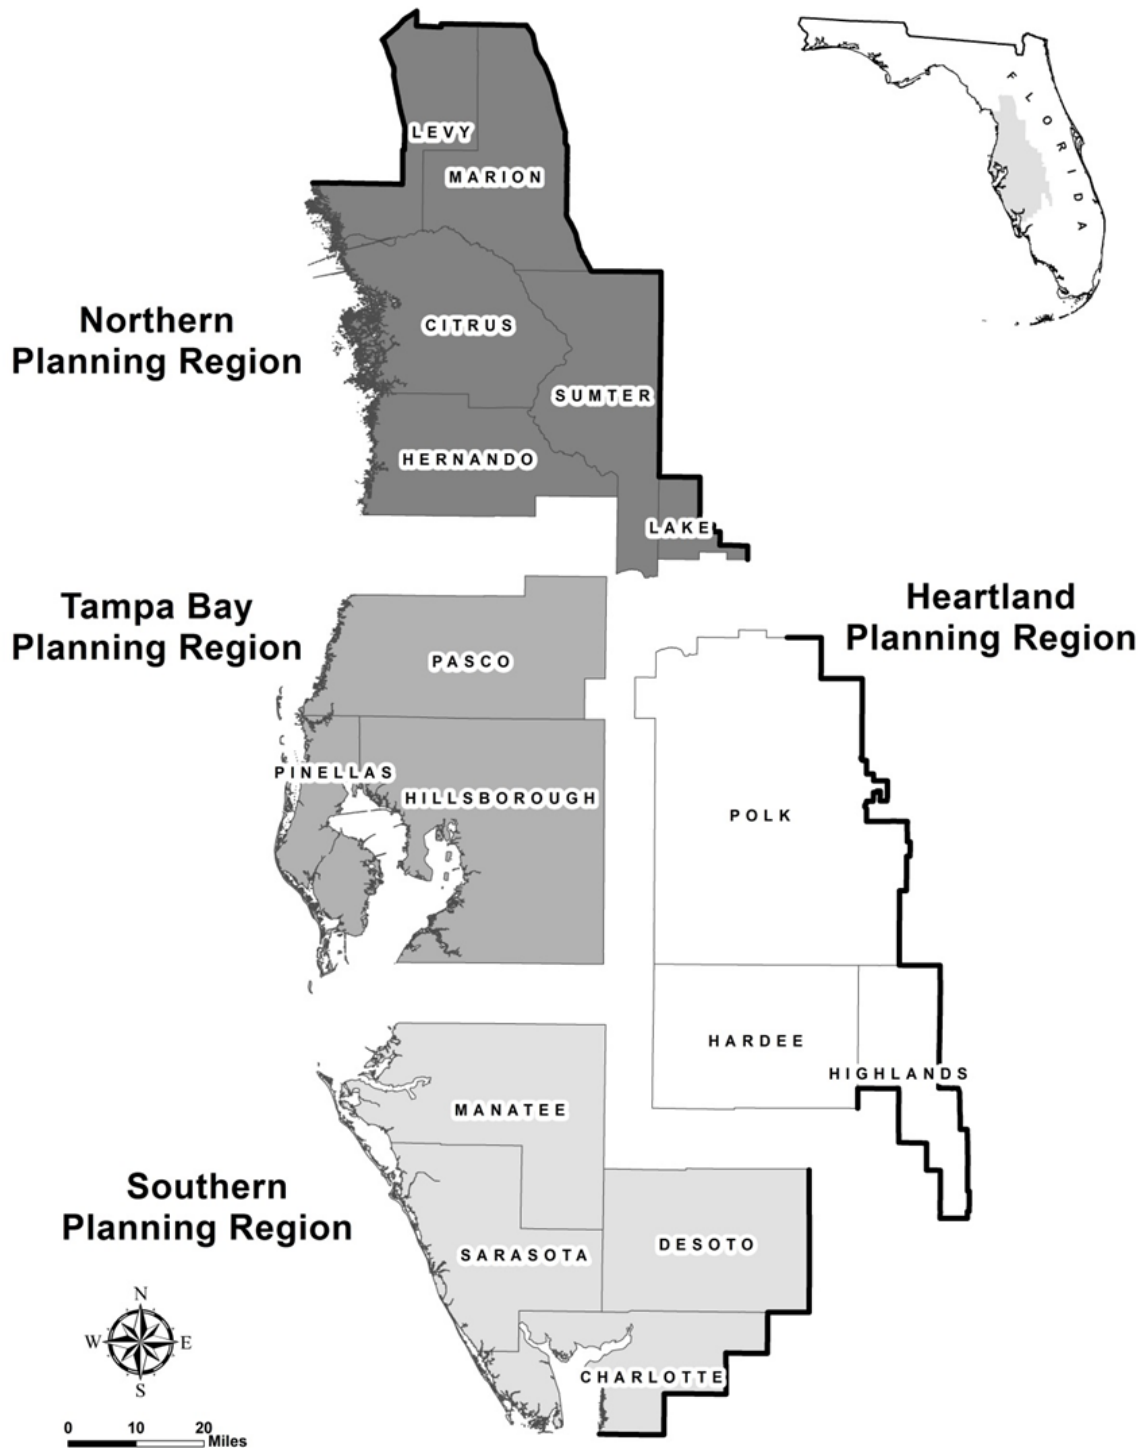 FLORIDA
LEVY
MARION
Northern
Planning Region
CITRUS
SUMTER
HERNANDO
LAKE
Tampa Bay
Planning Region
Heartland
Planning Region
PASCO
PINELLAS
HILLSBOROUGH
POLK
HARDEE
HIGHLANDS
MANATEE
Southern
Planning Region
SARASOTA
DESOTO
CHARLOTTE
N
W E
S
0 10 20
Miles